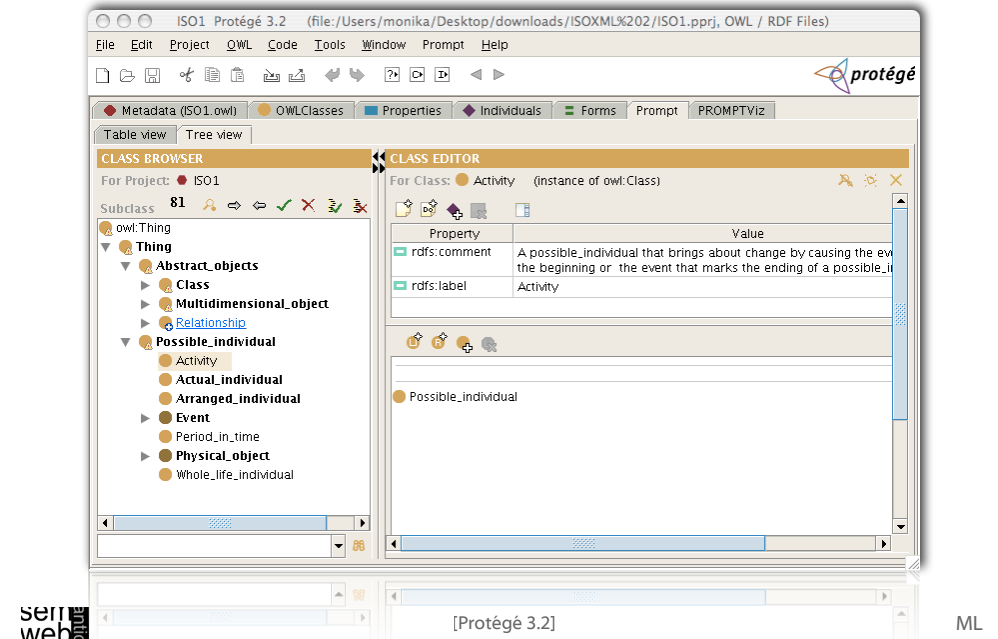 ISO1 Protégé 3.2 (file:/Users/monika/Desktop/downloads/ISOXML%202/ISO1.pprj, OWL / RDF Files)
File Edit Project OWL Code Tools Window Prompt Help
protégé
Metadata (ISO1.owl) OWLClasses Properties Individuals Forms Prompt PROMPTViz
Table view Tree view
CLASS BROWSER
For Project: ISO1
Subclass 81
owl:Thing
Thing
Abstract_objects
Class
Multidimensional_object
Relationship
Possible_individual
Activity
Actual_individual
Arranged_individual
Event
Period_in_time
Physical_object
Whole_life_individual
CLASS EDITOR
For Class: Activity (instance of owl:Class)
Property Value
rdfs:comment A possible_individual that brings about change by causing the
the beginning or the event that marks the ending of a
rdfs:label Activity
Possible_individual
[Protégé 3.2]
semantic
web
ML